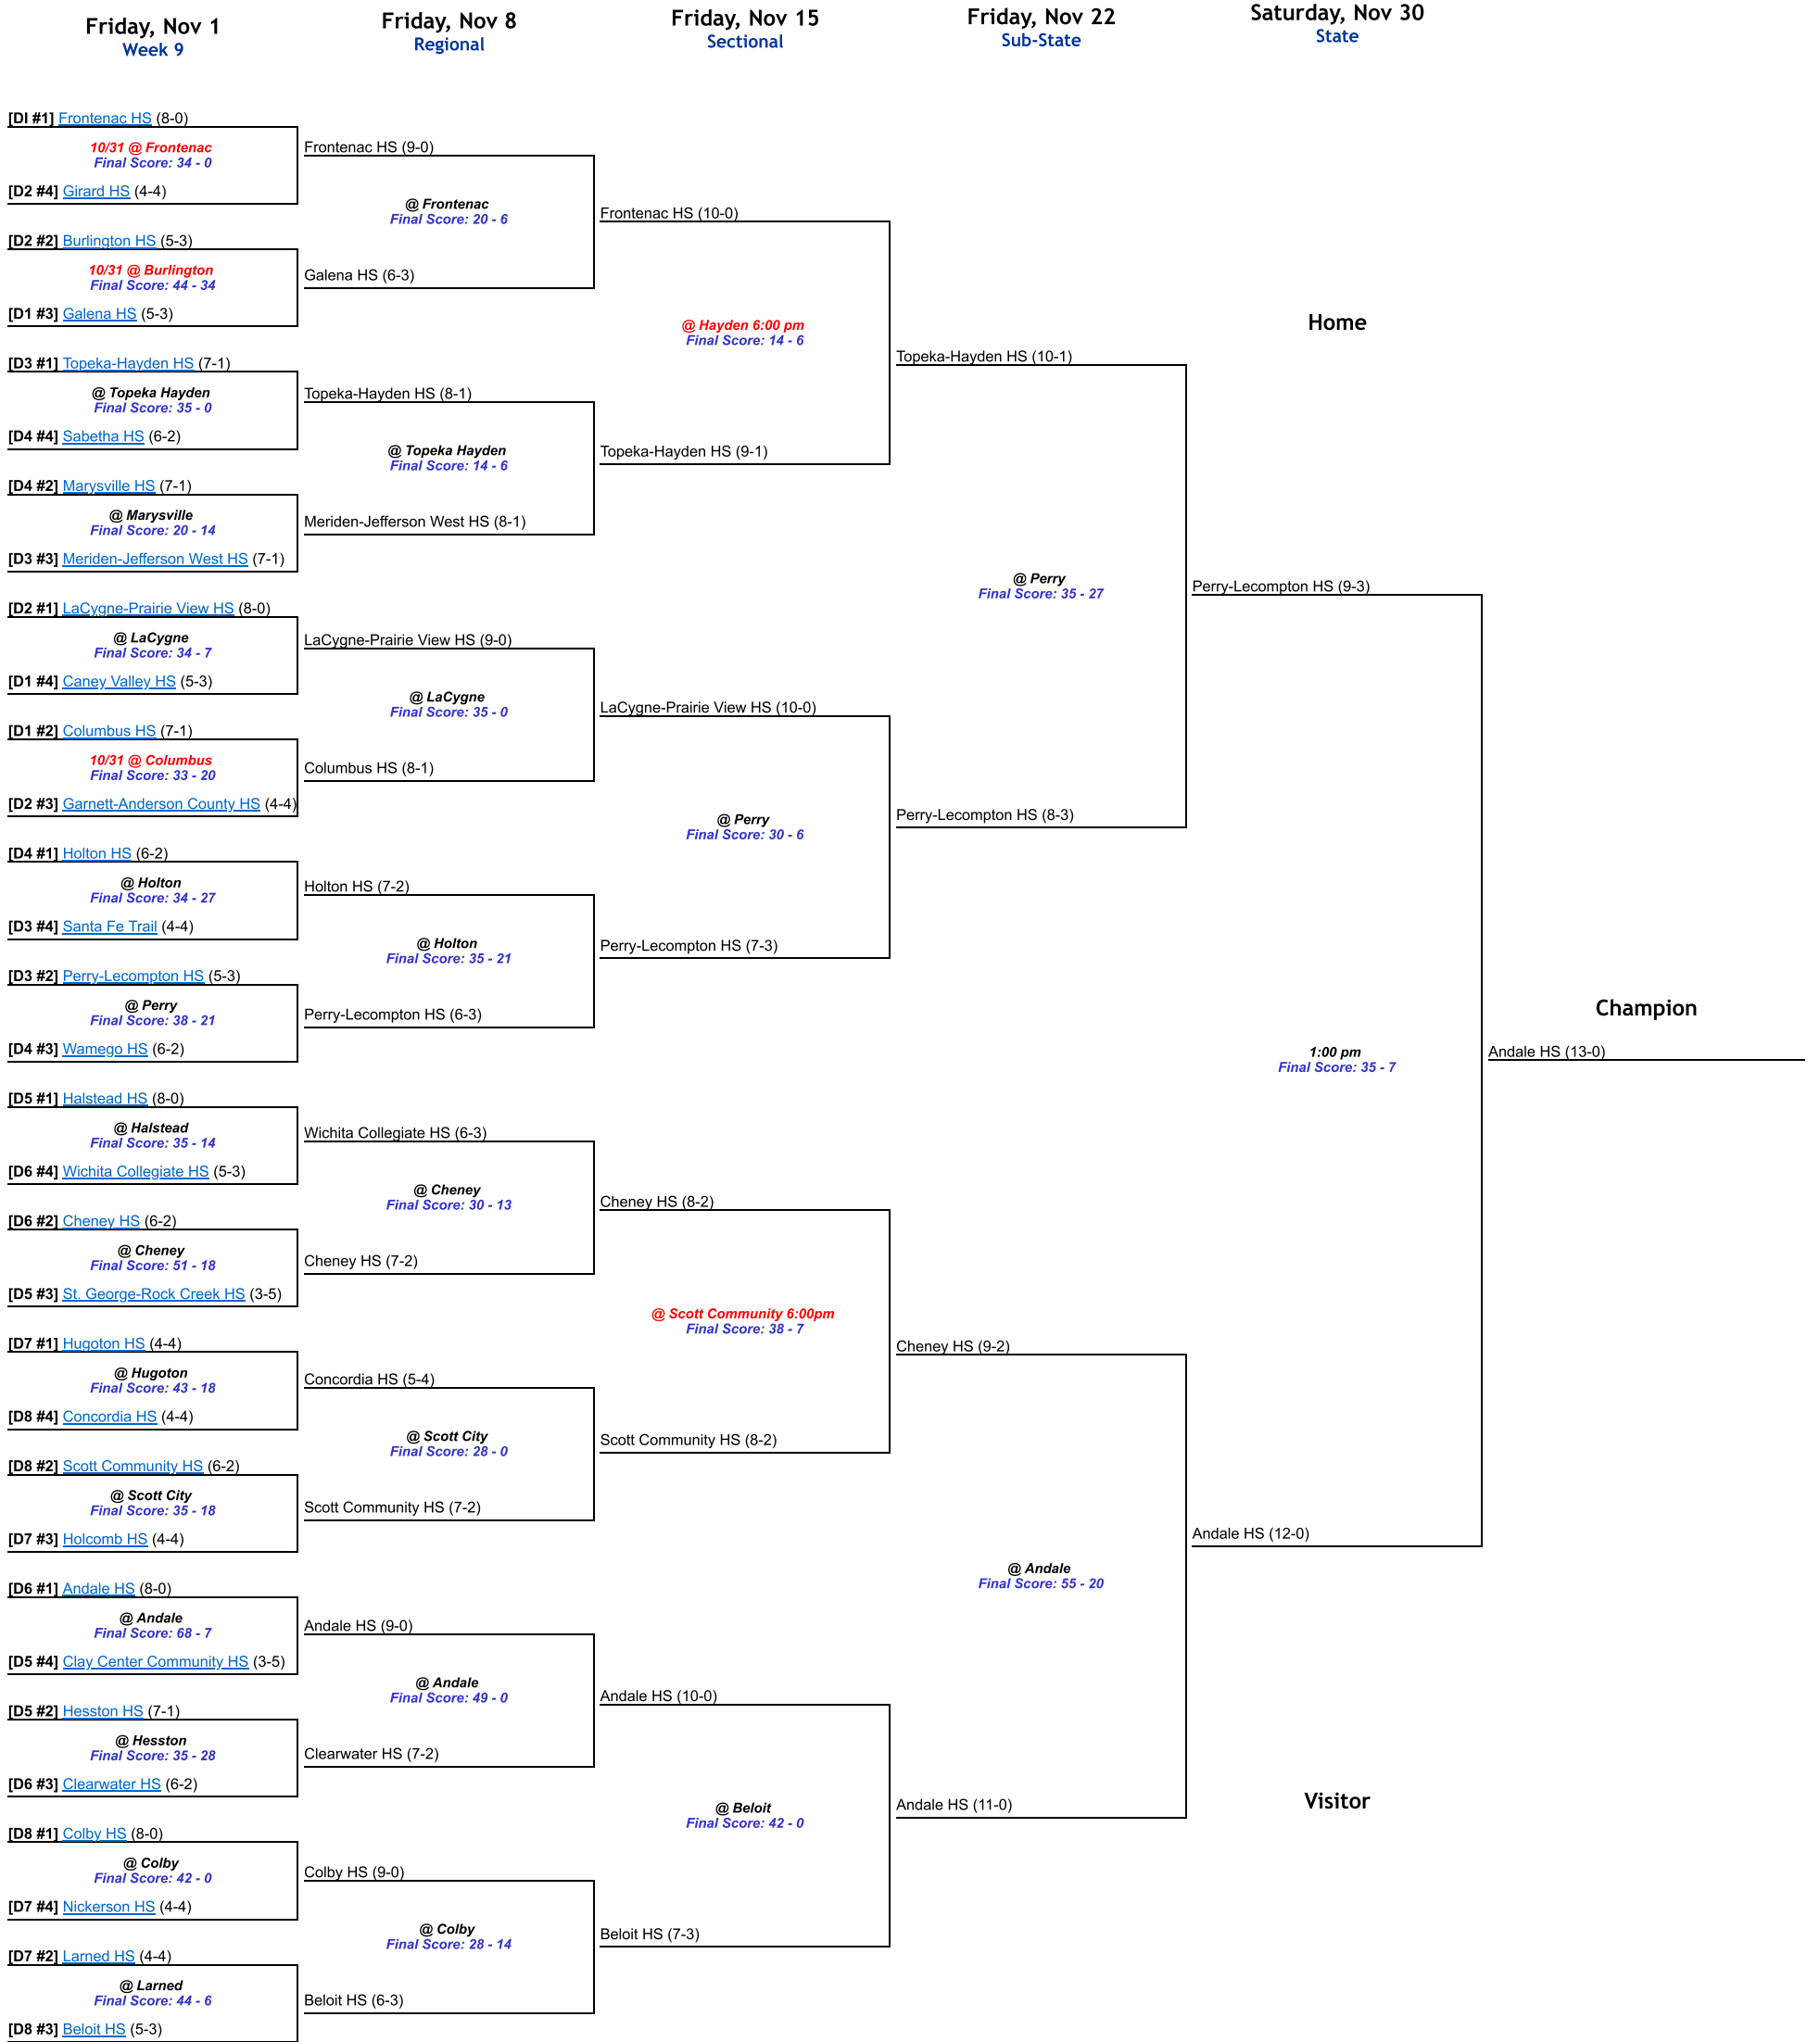 Friday, Nov 1
Week 9
Friday, Nov 8
Regional
Friday, Nov 15
Sectional
Friday, Nov 22
Sub-State
Saturday, Nov 30
State
[DI #1] Frontenac HS (8-0)
10/31 @ Frontenac
Final Score: 34 - 0
[D2 #4] Girard HS (4-4)
[D2 #2] Burlington HS (5-3)
10/31 @ Burlington
Final Score: 44 - 34
[D1 #3] Galena HS (5-3)
[D3 #1] Topeka-Hayden HS (7-1)
@ Topeka Hayden
Final Score: 35 - 0
[D4 #4] Sabetha HS (6-2)
[D4 #2] Marysville HS (7-1)
@ Marysville
Final Score: 20 - 14
[D3 #3] Meriden-Jefferson West HS (7-1)
[D2 #1] LaCygne-Prairie View HS (8-0)
@ LaCygne
Final Score: 34 - 7
[D1 #4] Caney Valley HS (5-3)
[D1 #2] Columbus HS (7-1)
10/31 @ Columbus
Final Score: 33 - 20
[D2 #3] Garnett-Anderson County HS (4-4)
[D4 #1] Holton HS (6-2)
@ Holton
Final Score: 34 - 27
[D3 #4] Santa Fe Trail (4-4)
[D3 #2] Perry-Lecompton HS (5-3)
@ Perry
Final Score: 38 - 21
[D4 #3] Wamego HS (6-2)
[D5 #1] Halstead HS (8-0)
@ Halstead
Final Score: 35 - 14
[D6 #4] Wichita Collegiate HS (5-3)
[D6 #2] Cheney HS (6-2)
@ Cheney
Final Score: 51 - 18
[D5 #3] St. George-Rock Creek HS (3-5)
[D7 #1] Hugoton HS (4-4)
@ Hugoton
Final Score: 43 - 18
[D8 #4] Concordia HS (4-4)
[D8 #2] Scott Community HS (6-2)
@ Scott City
Final Score: 35 - 18
[D7 #3] Holcomb HS (4-4)
[D6 #1] Andale HS (8-0)
@ Andale
Final Score: 68 - 7
[D5 #4] Clay Center Community HS (3-5)
[D5 #2] Hesston HS (7-1)
@ Hesston
Final Score: 35 - 28
[D6 #3] Clearwater HS (6-2)
[D8 #1] Colby HS (8-0)
@ Colby
Final Score: 42 - 0
[D7 #4] Nickerson HS (4-4)
[D7 #2] Larned HS (4-4)
@ Larned
Final Score: 44 - 6
[D8 #3] Beloit HS (5-3)
Frontenac HS (9-0)
@ Frontenac
Final Score: 20 - 6
Galena HS (6-3)
Topeka-Hayden HS (8-1)
@ Topeka Hayden
Final Score: 14 - 6
Meriden-Jefferson West HS (8-1)
LaCygne-Prairie View HS (9-0)
@ LaCygne
Final Score: 35 - 0
Columbus HS (8-1)
Holton HS (7-2)
@ Holton
Final Score: 35 - 21
Perry-Lecompton HS (6-3)
Wichita Collegiate HS (6-3)
@ Cheney
Final Score: 30 - 13
Cheney HS (7-2)
Concordia HS (5-4)
@ Scott City
Final Score: 28 - 0
Scott Community HS (7-2)
Andale HS (9-0)
@ Andale
Final Score: 49 - 0
Clearwater HS (7-2)
Colby HS (9-0)
@ Colby
Final Score: 28 - 14
Beloit HS (6-3)
Frontenac HS (10-0)
@ Hayden 6:00 pm
Final Score: 14 - 6
Topeka-Hayden HS (9-1)
LaCygne-Prairie View HS (10-0)
@ Perry
Final Score: 30 - 6
Perry-Lecompton HS (7-3)
Cheney HS (8-2)
@ Scott Community 6:00pm
Final Score: 38 - 7
Scott Community HS (8-2)
Andale HS (10-0)
@ Beloit
Final Score: 42 - 0
Beloit HS (7-3)
Topeka-Hayden HS (10-1)
@ Perry
Final Score: 35 - 27
Perry-Lecompton HS (8-3)
Cheney HS (9-2)
@ Andale
Final Score: 55 - 20
Andale HS (11-0)
Home
Perry-Lecompton HS (9-3)
1:00 pm
Final Score: 35 - 7
Andale HS (12-0)
Visitor
Champion
Andale HS (13-0)